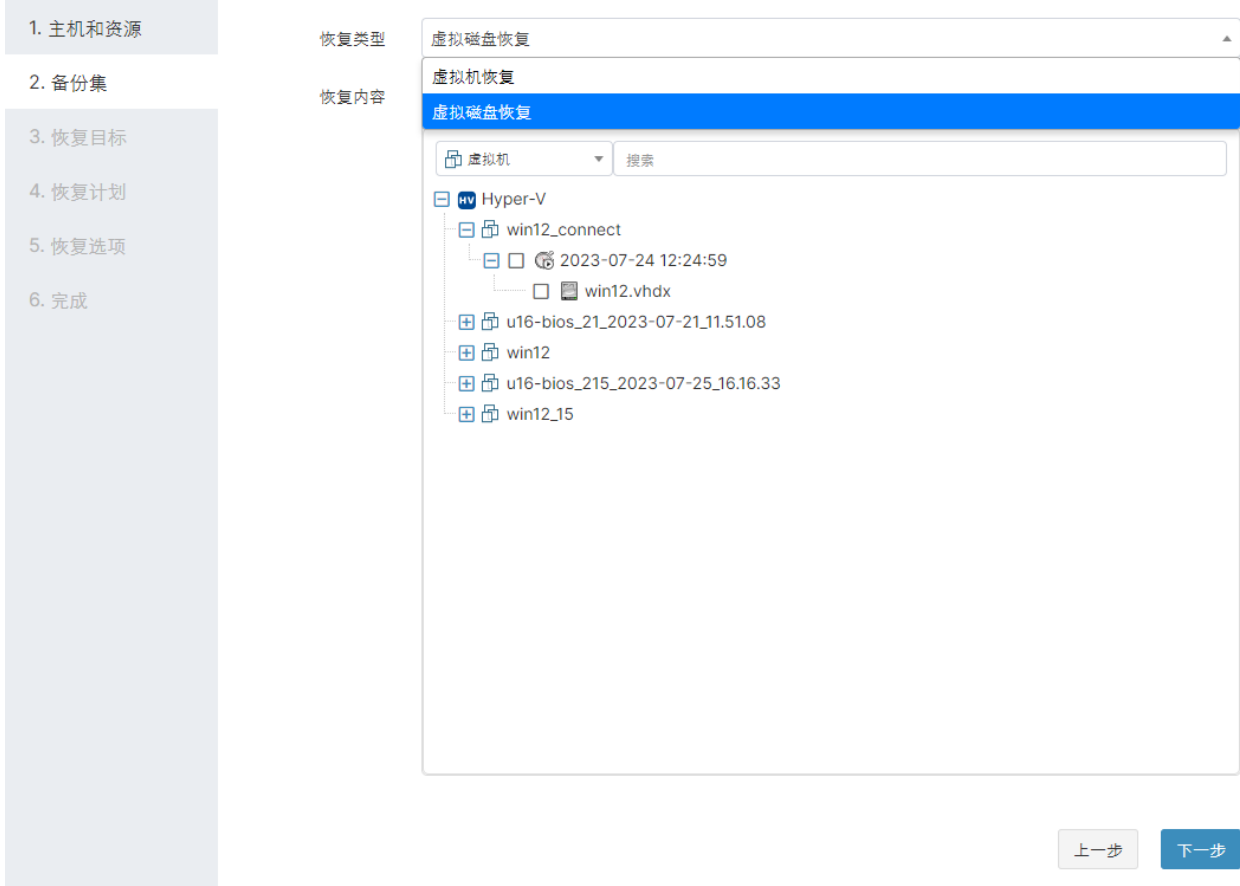 1. 主机和资源
2. 备份集
3. 恢复目标
4. 恢复计划
5. 恢复选项
6. 完成
恢复类型
虚拟磁盘恢复
虚拟机恢复
虚拟磁盘恢复
恢复内容
虚拟机
搜索
HV Hyper-V
win12_connect
2023-07-24 12:24:59
win12.vhdx
u16-bios_21_2023-07-21_11.51.08
win12
u16-bios_215_2023-07-25_16.16.33
win12_15
上一步
下一步